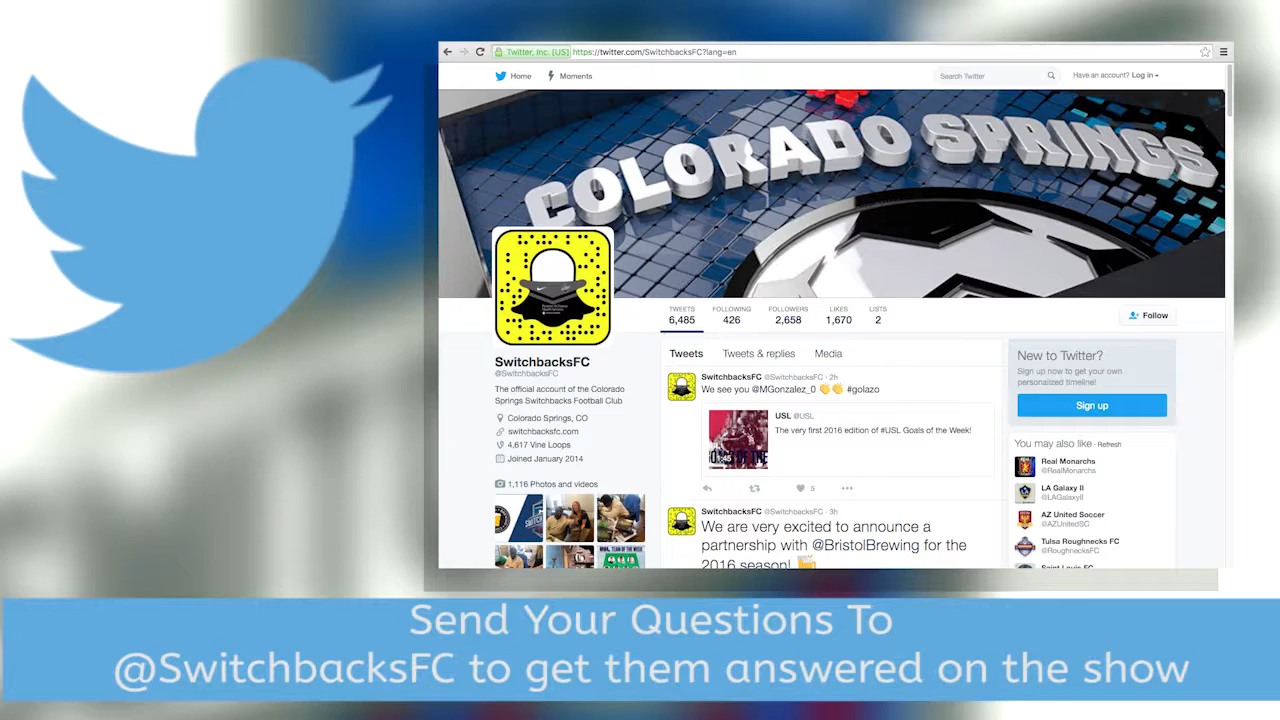 Twitter, Inc. [US] https://twitter.com/SwitchbacksFC?lang=en
Home Moments Search Twitter Have an account? Log in
COLORADO SPRINGS
TWEETS FOLLOWING FOLLOWERS LIKES LISTS
6,485 426 2,658 1,670 2
Follow
SwitchbacksFC
@SwitchbacksFC
The official account of the Colorado
Springs Switchbacks Football Club
Colorado Springs, CO
switchbacksfc.com
4,617 Vine Loops
Joined January 2014
1,116 Photos and videos
Tweets Tweets & replies Media
SwitchbacksFC @SwitchbacksFC · 2h
We see you @MGonzalez_0 👏👏 #golazo
USL @USL
The very first 2016 edition of #USL Goals of the Week!
1:45
5
SwitchbacksFC @SwitchbacksFC · 3h
We are very excited to announce a
partnership with @BristolBrewing for the
2016 season! 🍻
New to Twitter?
Sign up now to get your own
personalized timeline!
Sign up
You may also like · Refresh
Real Monarchs
@RealMonarchs
LA Galaxy II
@LAGalaxyII
AZ United Soccer
@AZUnitedSC
Tulsa Roughnecks FC
@RoughnecksFC
Saint Louis FC
Send Your Questions To
@SwitchbacksFC to get them answered on the show